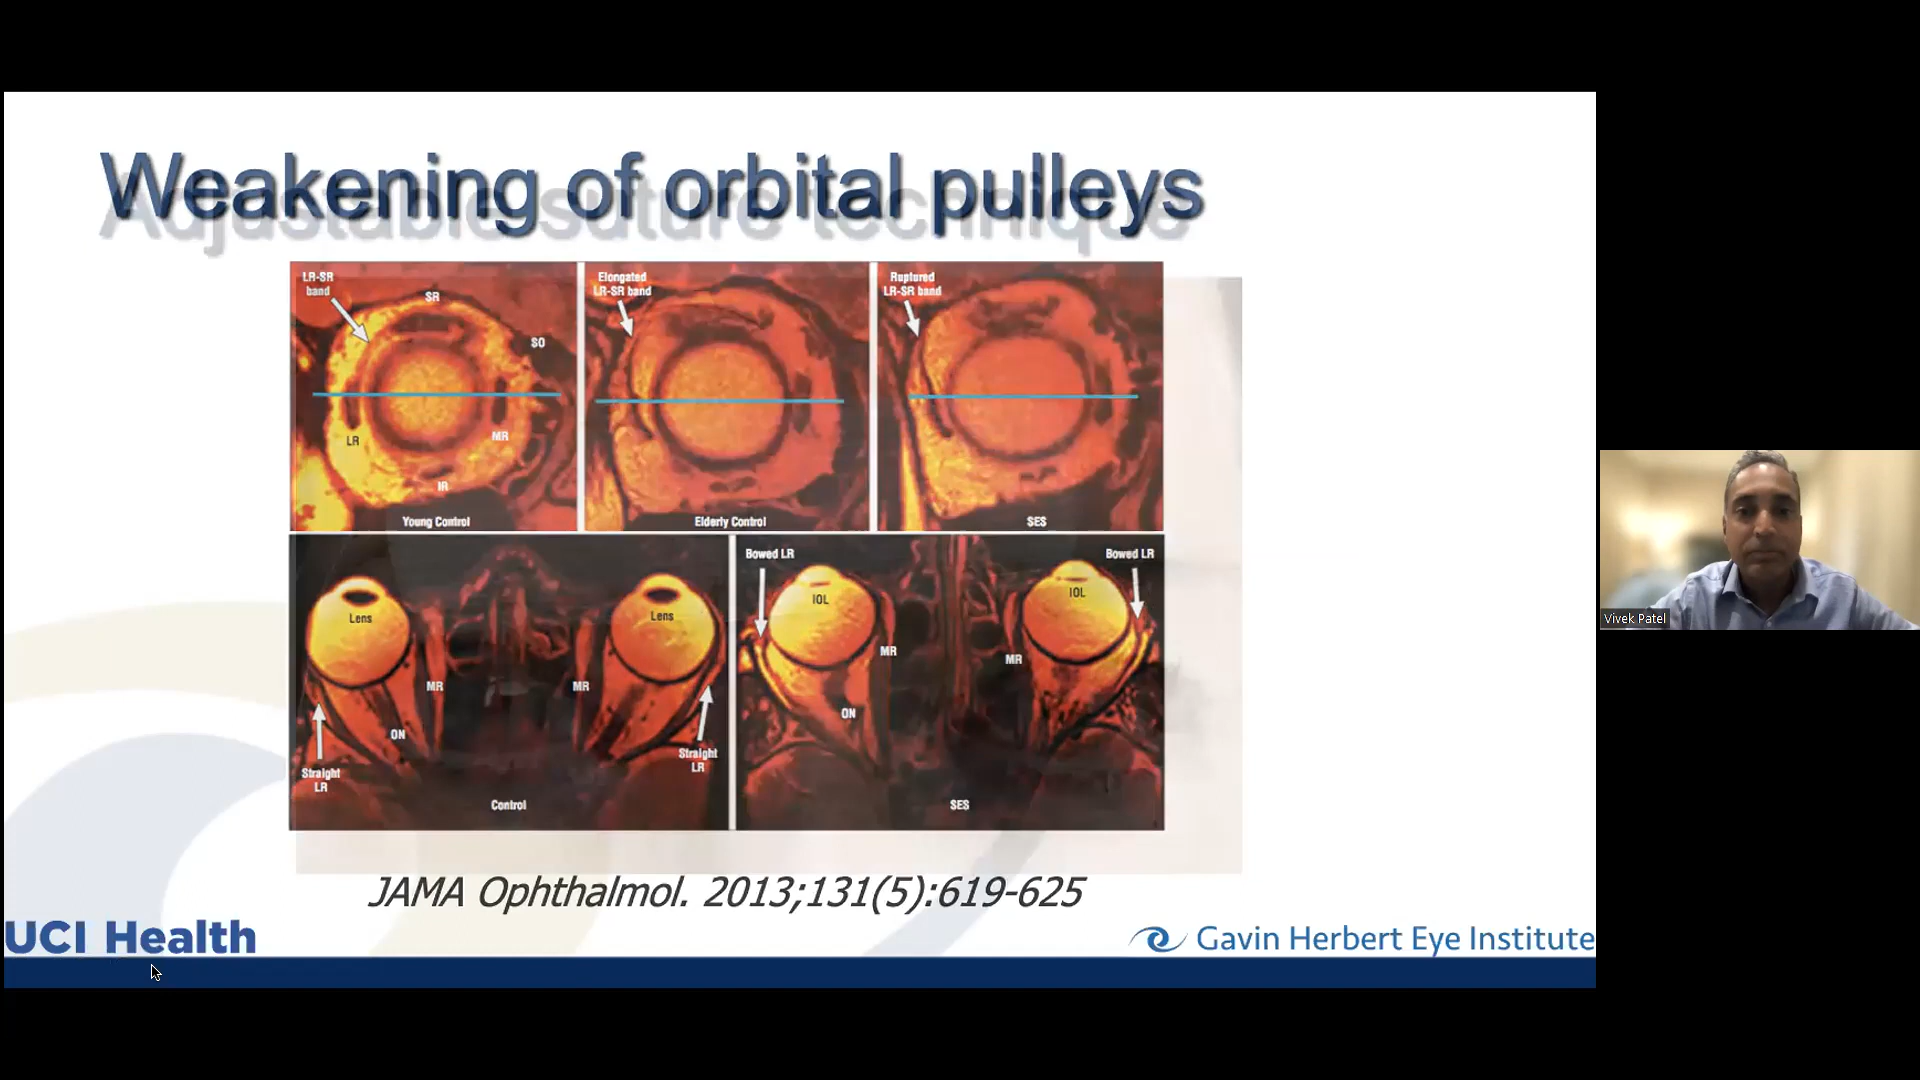 Weakening of orbital pulleys
Adjustable suture technique
LR-SR
band
SR
SO
LR
MR
IR
Young Control
Elongated
LR-SR band
Elderly Control
Ruptured
LR-SR band
SES
Lens
Lens
MR
MR
ON
Straight
LR
Straight
LR
Control
Bowed LR
Bowed LR
IOL
IOL
MR
MR
ON
SES
JAMA Ophthalmol. 2013;131(5):619-625
UCI Health
Gavin Herbert Eye Institute
Vivek Patel